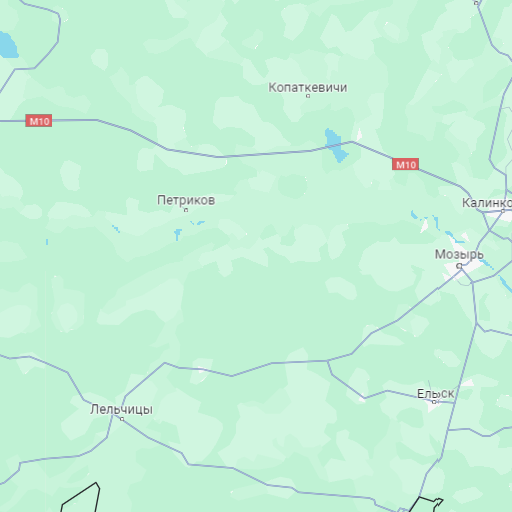 Копаткевичи
M10
M10
Петриков
Калинко
Мозырь
Ельск
Лельчицы